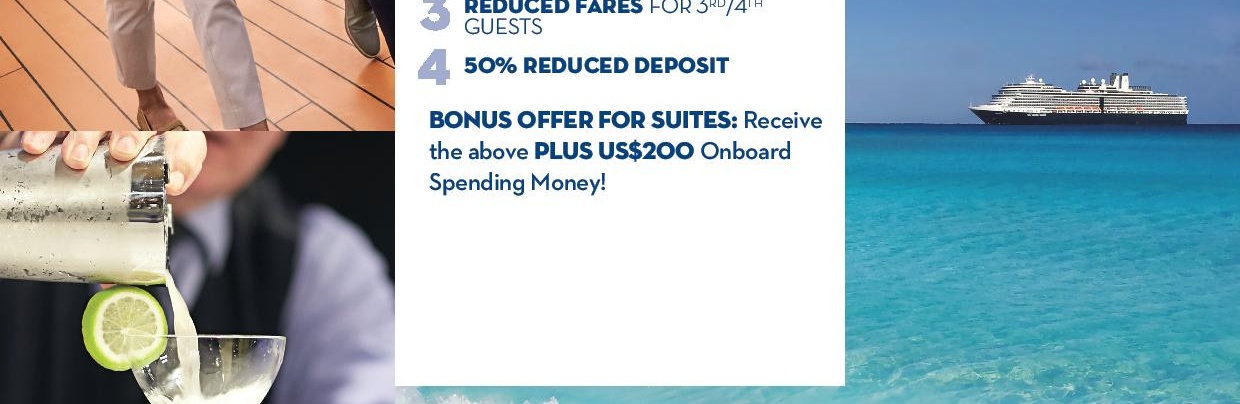 3 REDUCED FARES FOR 3RD/4TH
GUESTS
4 50% REDUCED DEPOSIT
BONUS OFFER FOR SUITES: Receive
the above PLUS US$200 Onboard
Spending Money!